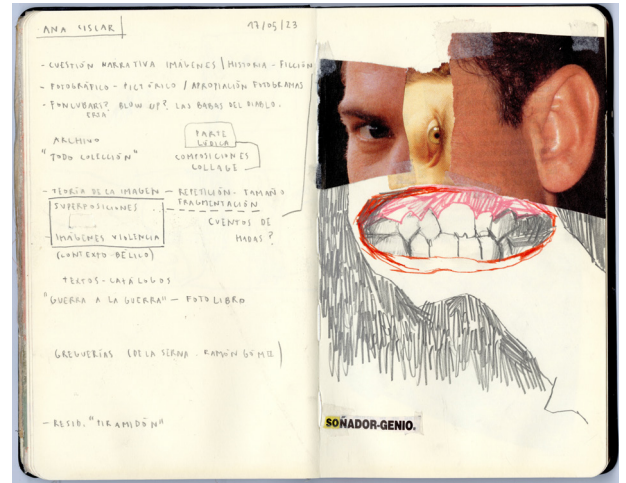 ANA CISCAR 17/05/23
- CUESTIÓN NARRATIVA IMÁGENES | HISTORIA - FICCIÓN
- FOTOGRÁFICO - PICTÓRICO / APROPIACIÓN FOTOGRAMAS
- BLOW UP?, LAS BABAS DEL DIABLO.
ARCHIVO
"TODO COLECCIÓN"
PARTE
LÚDICA
COMPOSICIONES
COLLAGE
- TEORÍA DE LA IMAGEN - REPETICIÓN - TAMAÑO
FRAGMENTACIÓN
SUPERPOSICIONES
CUENTOS DE
HADAS?
- IMÁGENES VIOLENCIA
(CONTEXTO BÉLICO)
TEXTOS - CATÁLOGOS
"GUERRA A LA GUERRA" - FOTOLIBRO
GREGUERÍAS (DE LA SERNA. RAMÓN GÓMEZ)
- RESID. "PIRAMIDÓN"
SOÑADOR-GENIO.